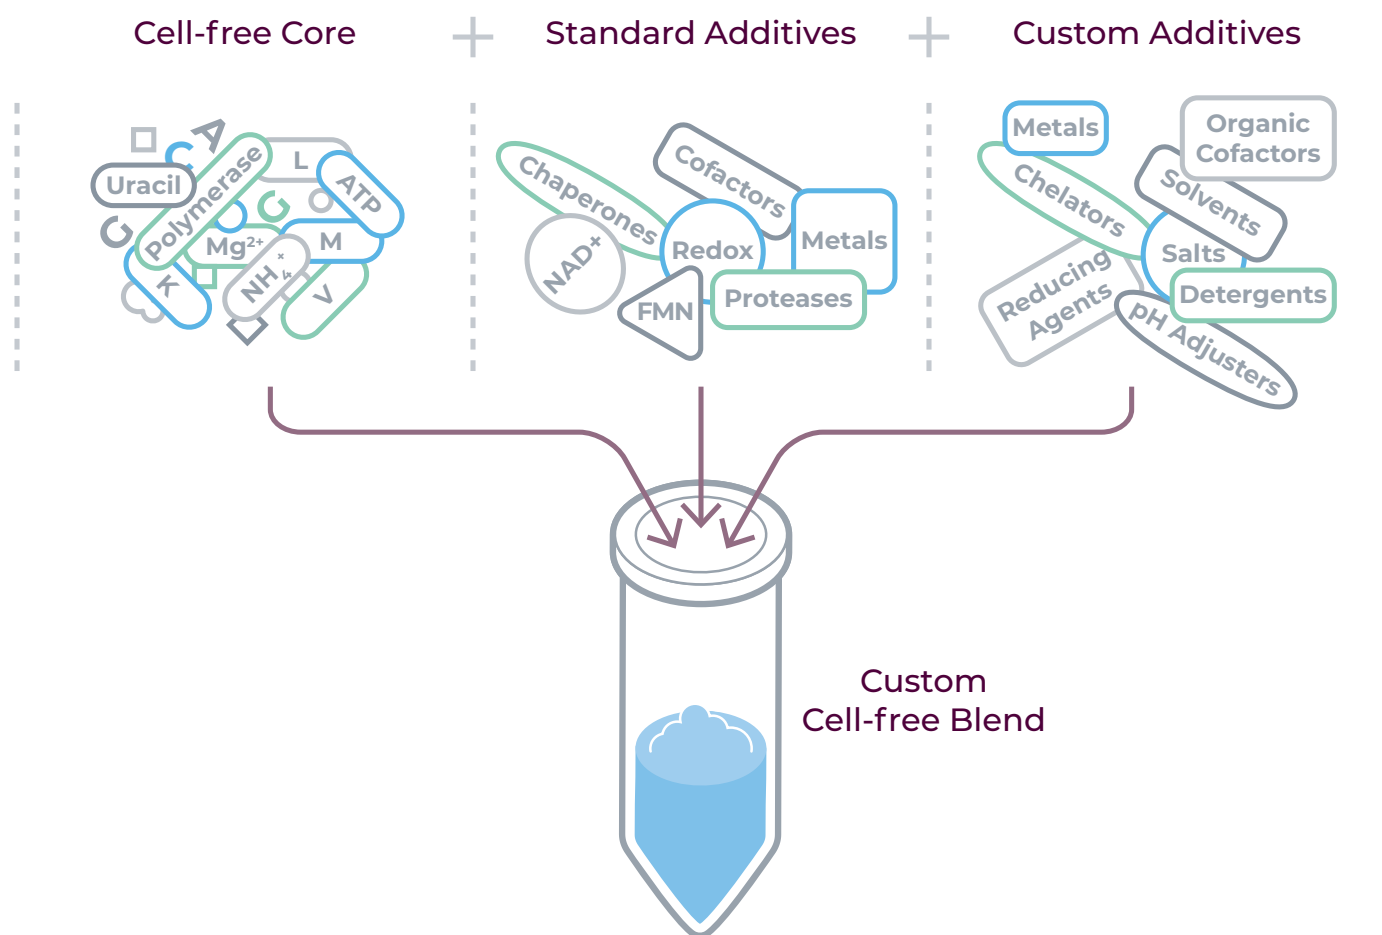 Cell-free Core
Standard Additives
Custom Additives
A
C
L
Uracil
Polymerase
ATP
G
G
Mg²⁺
M
K
NH₄⁺
V
Chaperones
Cofactors
NAD⁺
Redox
Metals
FMN
Proteases
Metals
Organic
Cofactors
Chelators
Solvents
Salts
Reducing
Agents
Detergents
pH Adjusters
Custom
Cell-free Blend